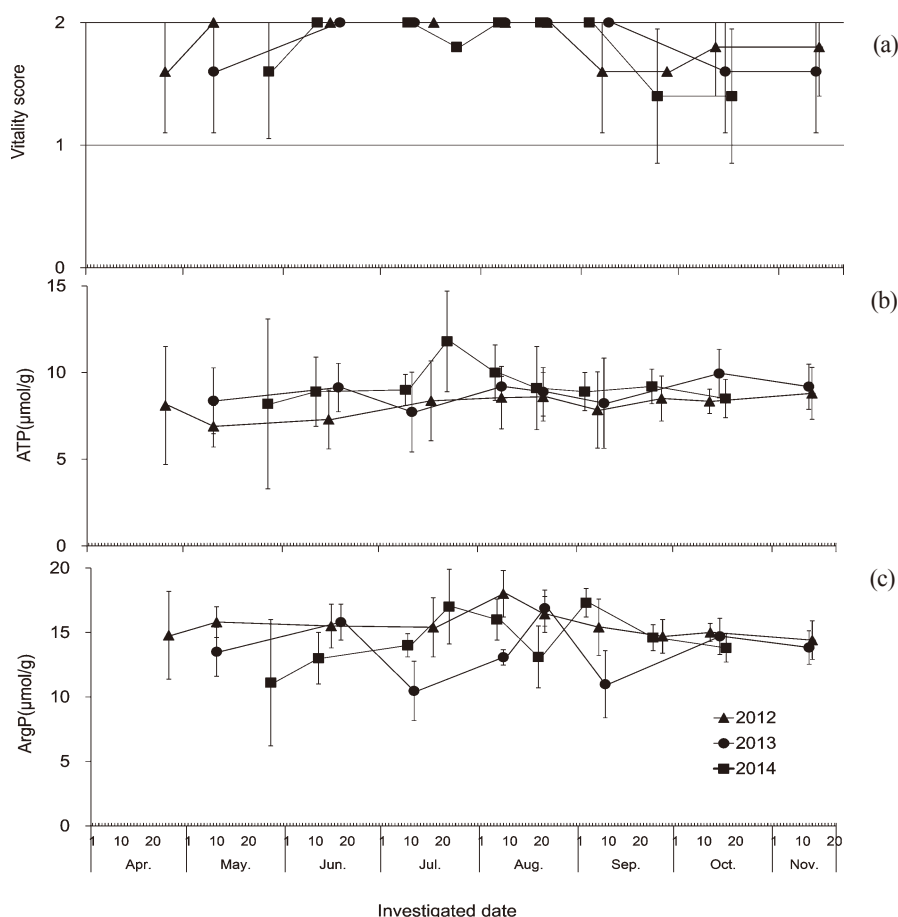 (a)
2
Vitality score
1
0
(b)
15
10
ATP(μmol/g)
5
0
(c)
20
15
ArgP(μmol/g)
10
5
0
2012
2013
2014
1 10 20 1 10 20 1 10 20 1 10 20 1 10 20 1 10 20 1 10 20 1 10 20
Apr. May. Jun. Jul. Aug. Sep. Oct. Nov.
Investigated date